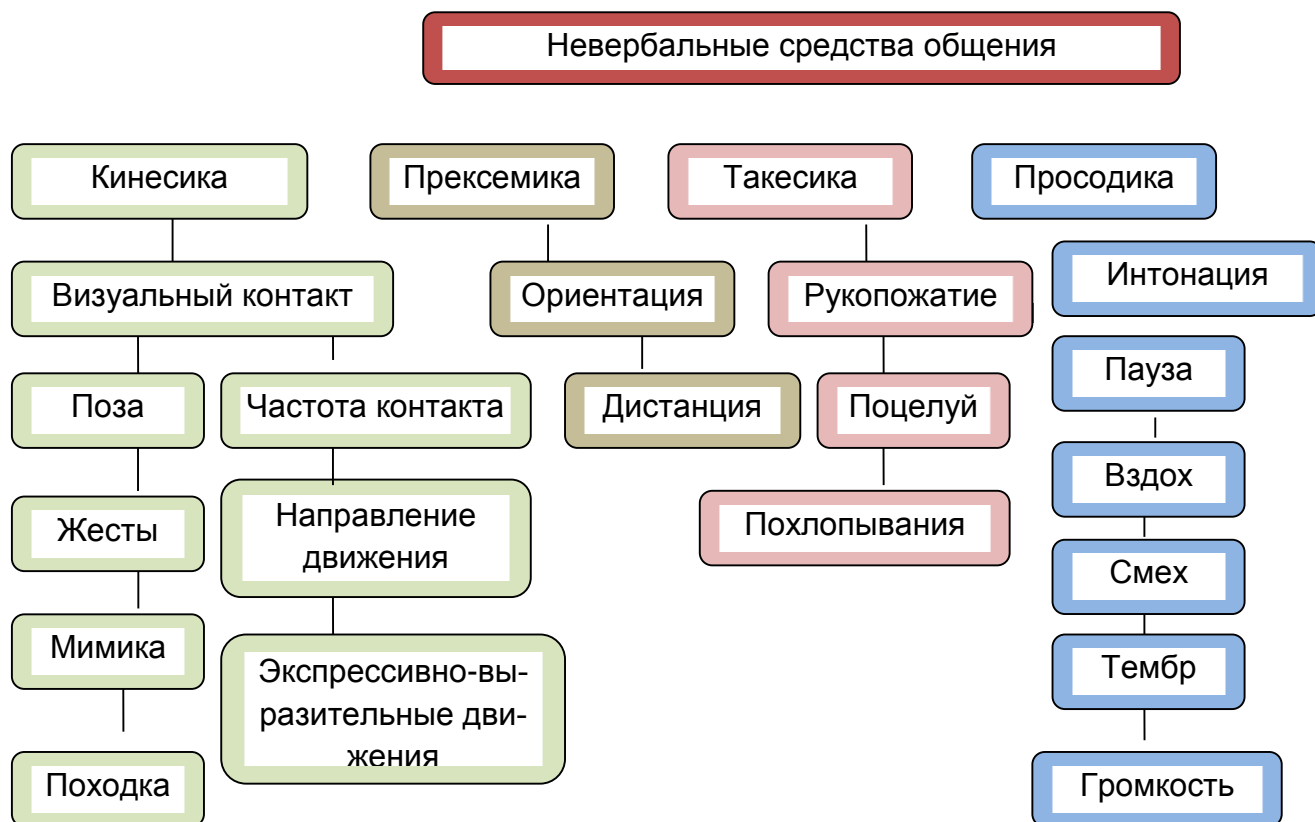 Невербальные средства общения
Кинесика
Прексемика
Такесика
Просодика
Визуальный контакт
Ориентация
Рукопожатие
Интонация
Поза
Частота контакта
Дистанция
Поцелуй
Пауза
Жесты
Направление
движения
Похлопывания
Вздох
Смех
Мимика
Экспрессивно-вы-
разительные дви-
жения
Тембр
Походка
Громкость